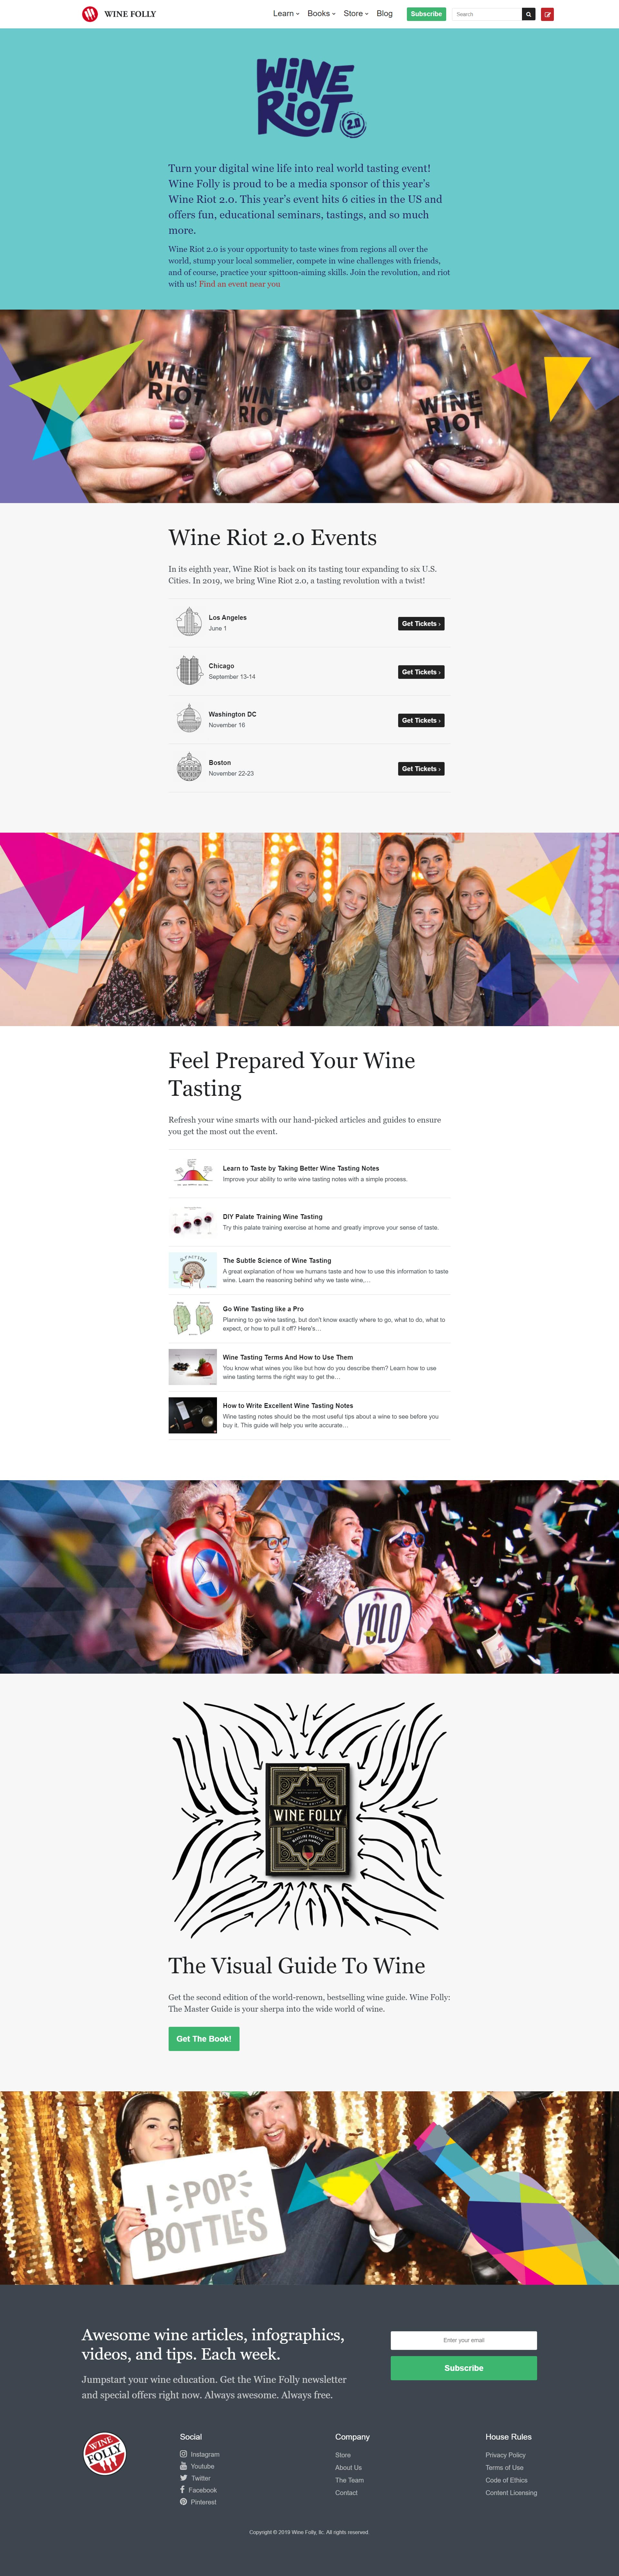 WINE FOLLY
Learn Books Store Blog Subscribe Search
WINE
RIOT
2.0
Turn your digital wine life into real world tasting event!
Wine Folly is proud to be a media sponsor of this year's
Wine Riot 2.0. This year's event hits 6 cities in the US and
offers fun, educational seminars, tastings, and so much
more.
Wine Riot 2.0 is your opportunity to taste wines from regions all over the
world, stump your local sommelier, compete in wine challenges with friends,
and of course, practice your spittoon-aiming skills. Join the revolution, and riot
with us! Find an event near you
WINE
RIOT
WINE
RIOT
WINE
RIOT
WINE
RIOT
Wine Riot 2.0 Events
In its eighth year, Wine Riot is back on its tasting tour expanding to six U.S.
Cities. In 2019, we bring Wine Riot 2.0, a tasting revolution with a twist!
Los Angeles
June 1
Get Tickets ›
Chicago
September 13-14
Get Tickets ›
Washington DC
November 16
Get Tickets ›
Boston
November 22-23
Get Tickets ›
Feel Prepared Your Wine
Tasting
Refresh your wine smarts with our hand-picked articles and guides to ensure
you get the most out the event.
Learn to Taste by Taking Better Wine Tasting Notes
Improve your ability to write wine tasting notes with a simple process.
DIY Palate Training Wine Tasting
Try this palate training exercise at home and greatly improve your sense of taste.
The Subtle Science of Wine Tasting
A great explanation of how we humans taste and how to use this information to taste
wine. Learn the reasoning behind why we taste wine,…
Go Wine Tasting like a Pro
Planning to go wine tasting, but don't know exactly where to go, what to do, what to
expect, or how to pull it off? Here's…
Wine Tasting Terms And How to Use Them
You know what wines you like but how do you describe them? Learn how to use
wine tasting terms the right way to get the…
How to Write Excellent Wine Tasting Notes
Wine tasting notes should be the most useful tips about a wine to see before you
buy it. This guide will help you write accurate…
YOLO
WINE FOLLY
The Visual Guide To Wine
Get the second edition of the world-renown, bestselling wine guide. Wine Folly:
The Master Guide is your sherpa into the wide world of wine.
Get The Book!
I POP
BOTTLES
Awesome wine articles, infographics,
videos, and tips. Each week.
Jumpstart your wine education. Get the Wine Folly newsletter
and special offers right now. Always awesome. Always free.
Enter your email
Subscribe
WINE
FOLLY
Social
Instagram
Youtube
Twitter
Facebook
Pinterest
Company
Store
About Us
The Team
Contact
House Rules
Privacy Policy
Terms of Use
Code of Ethics
Content Licensing
Copyright © 2019 Wine Folly, llc. All rights reserved.